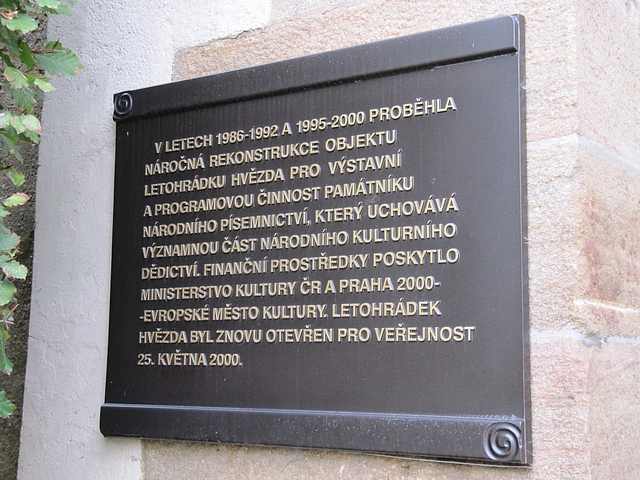 V LETECH 1986-1992 A 1995-2000 PROBĚHLA
NÁROČNÁ REKONSTRUKCE OBJEKTU
LETOHRÁDKU HVĚZDA PRO VÝSTAVNÍ
A PROGRAMOVOU ČINNOST PAMÁTNÍKU
NÁRODNÍHO PÍSEMNICTVÍ, KTERÝ UCHOVÁVÁ
VÝZNAMNOU ČÁST NÁRODNÍHO KULTURNÍHO
DĚDICTVÍ. FINANČNÍ PROSTŘEDKY POSKYTLO
MINISTERSTVO KULTURY ČR A PRAHA 2000-
-EVROPSKÉ MĚSTO KULTURY. LETOHRÁDEK
HVĚZDA BYL ZNOVU OTEVŘEN PRO VEŘEJNOST
25. KVĚTNA 2000.